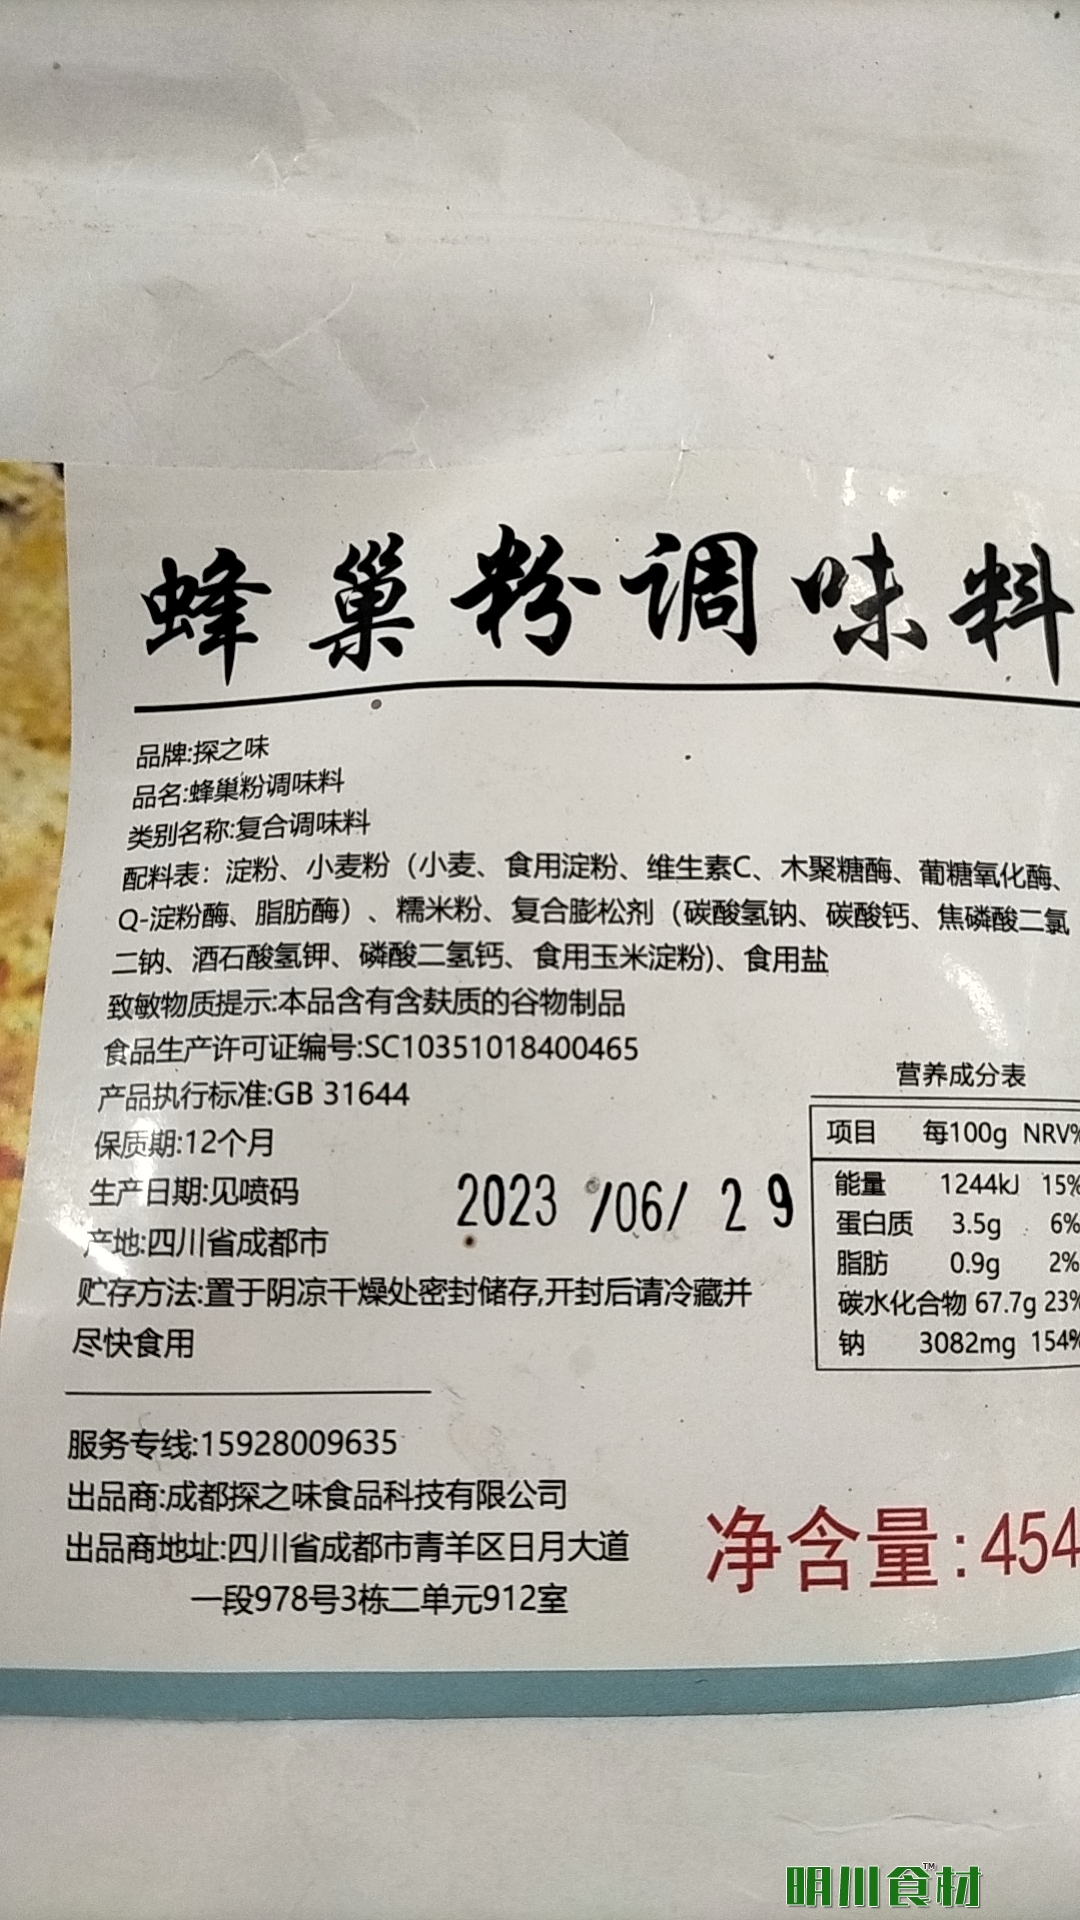 蜂巢粉调味料
品牌:探之味
品名:蜂巢粉调味料
类别名称:复合调味料
配料表：淀粉、小麦粉（小麦、食用淀粉、维生素C、木聚糖酶、葡糖氧化酶、
Q-淀粉酶、脂肪酶）、糯米粉、复合膨松剂（碳酸氢钠、碳酸钙、焦磷酸二氯
二钠、酒石酸氢钾、磷酸二氢钙、食用玉米淀粉)、食用盐
致敏物质提示:本品含有含麸质的谷物制品
食品生产许可证编号:SC10351018400465
产品执行标准:GB 31644
保质期:12个月
生产日期:见喷码
2023/06/29
产地:四川省成都市
贮存方法:置于阴凉干燥处密封储存,开封后请冷藏并
尽快食用
营养成分表
项目 每100g NRV%
能量 1244kJ 15%
蛋白质 3.5g 6%
脂肪 0.9g 2%
碳水化合物 67.7g 23%
钠 3082mg 154%
服务专线:15928009635
出品商:成都探之味食品科技有限公司
出品商地址:四川省成都市青羊区日月大道
一段978号3栋二单元912室
净含量:454
明川食材™